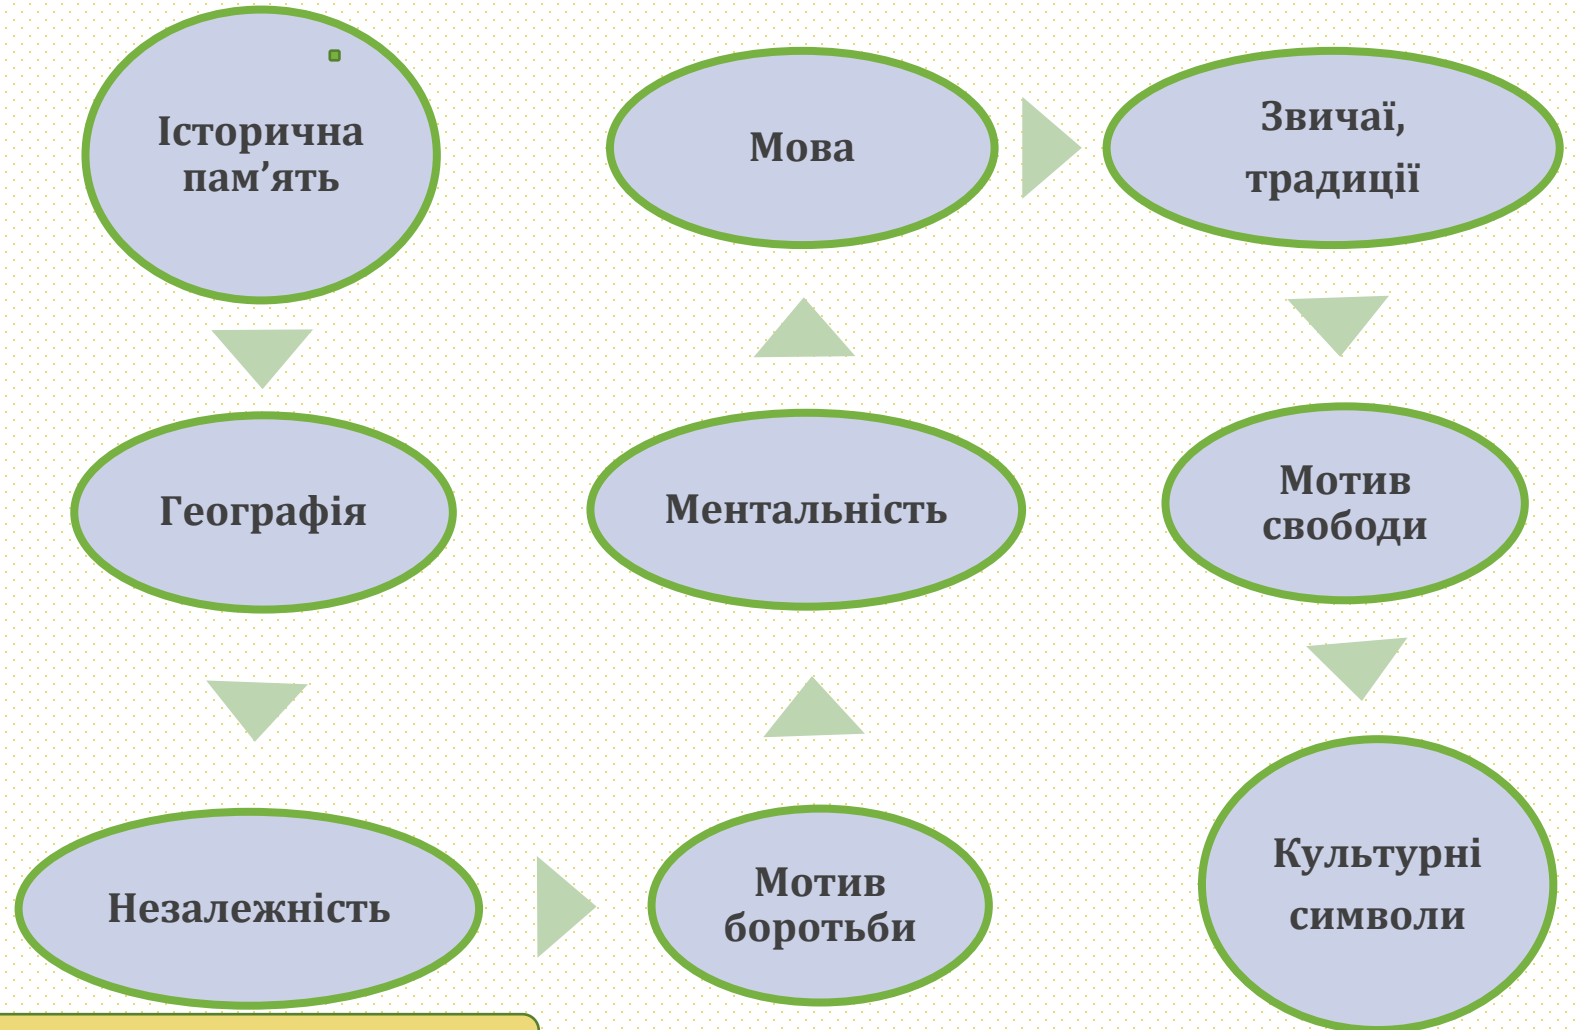 Історична
пам’ять
Географія
Незалежність
Мотив
боротьби
Ментальність
Мова
Звичаї,
традиції
Мотив
свободи
Культурні
символи